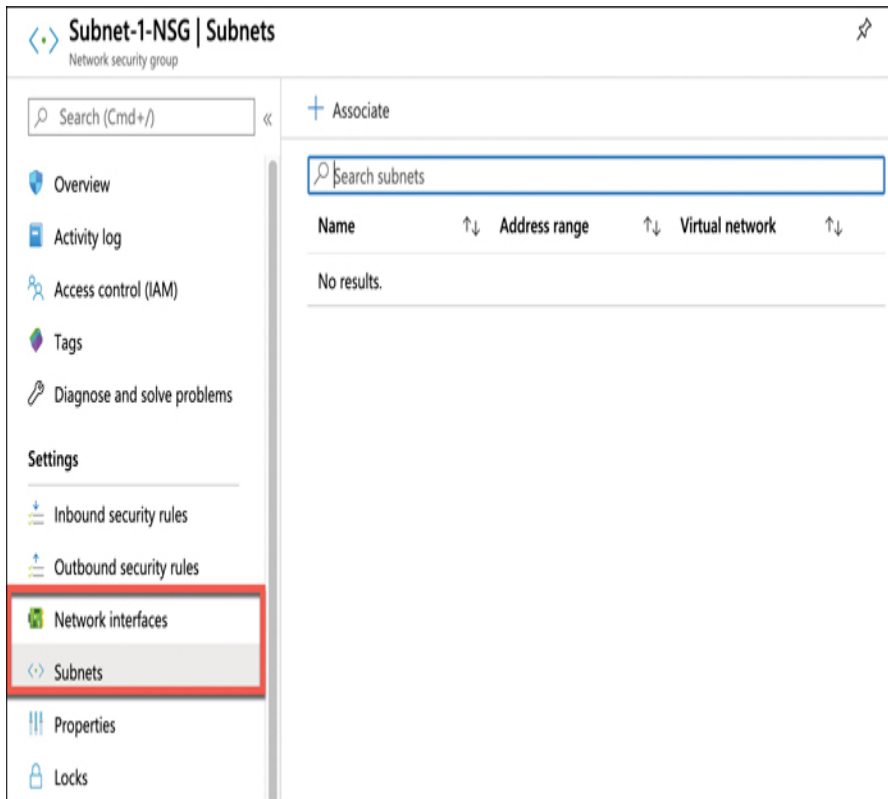 Subnet-1-NSG | Subnets
Network security group
Search (Cmd+/)
Overview
Activity log
Access control (IAM)
Tags
Diagnose and solve problems
Settings
Inbound security rules
Outbound security rules
Network interfaces
Subnets
Properties
Locks
Associate
Search subnets
Name Address range Virtual network
No results.